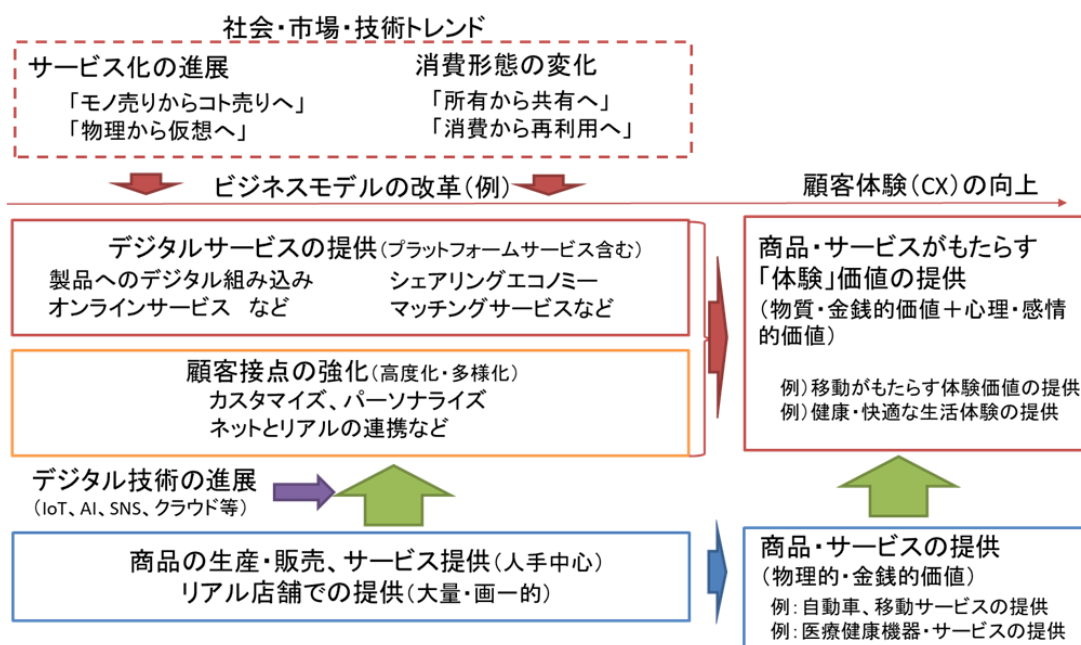 社会・市場・技術トレンド
サービス化の進展
「モノ売りからコト売りへ」
「物理から仮想へ」
消費形態の変化
「所有から共有へ」
「消費から再利用へ」
ビジネスモデルの改革(例)
顧客体験(CX)の向上
デジタルサービスの提供(プラットフォームサービス含む)
製品へのデジタル組み込み
オンラインサービス など
シェアリングエコノミー
マッチングサービスなど
顧客接点の強化(高度化・多様化)
カスタマイズ、パーソナライズ
ネットとリアルの連携など
商品・サービスがもたらす
「体験」価値の提供
(物質・金銭的価値+心理・感情
的価値)
例)移動がもたらす体験価値の提供
例)健康・快適な生活体験の提供
デジタル技術の進展
(IoT、AI、SNS、クラウド等)
商品の生産・販売、サービス提供(人手中心)
リアル店舗での提供(大量・画一的)
商品・サービスの提供
(物理的・金銭的価値)
例:自動車、移動サービスの提供
例:医療健康機器・サービスの提供